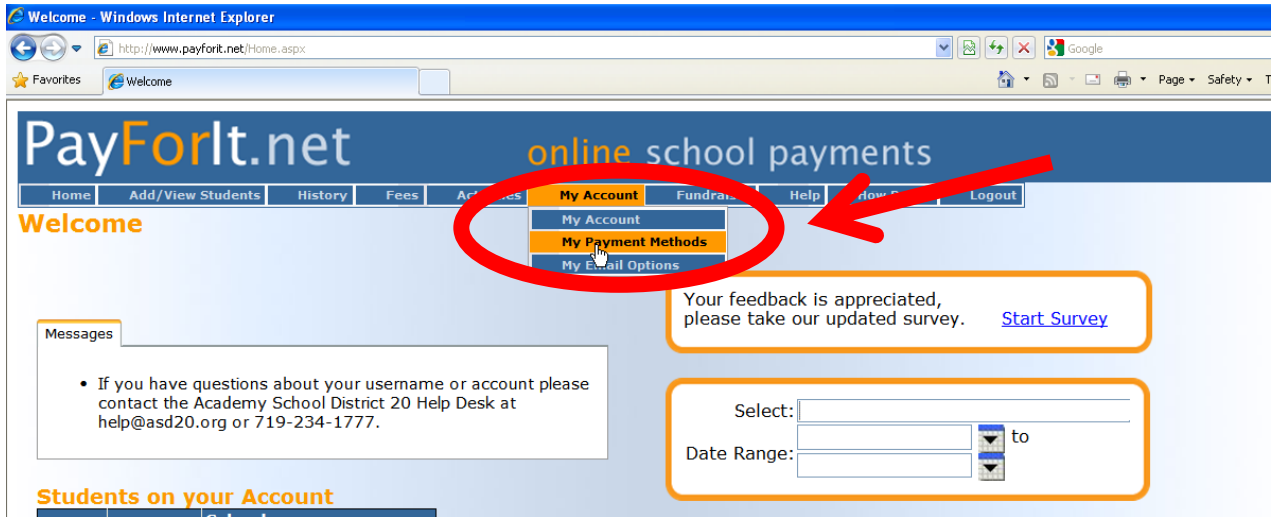 Welcome - Windows Internet Explorer
http://www.payforit.net/Home.aspx
Google
Favorites Welcome
Page Safety
PayForIt.net online school payments
Home Add/View Students History Fees My Account Help Logout
Welcome
My Account
My Payment Methods
My Email Options
Your feedback is appreciated,
please take our updated survey. Start Survey
Messages
• If you have questions about your username or account please
contact the Academy School District 20 Help Desk at
help@asd20.org or 719-234-1777.
Select:
Date Range: to
Students on your Account